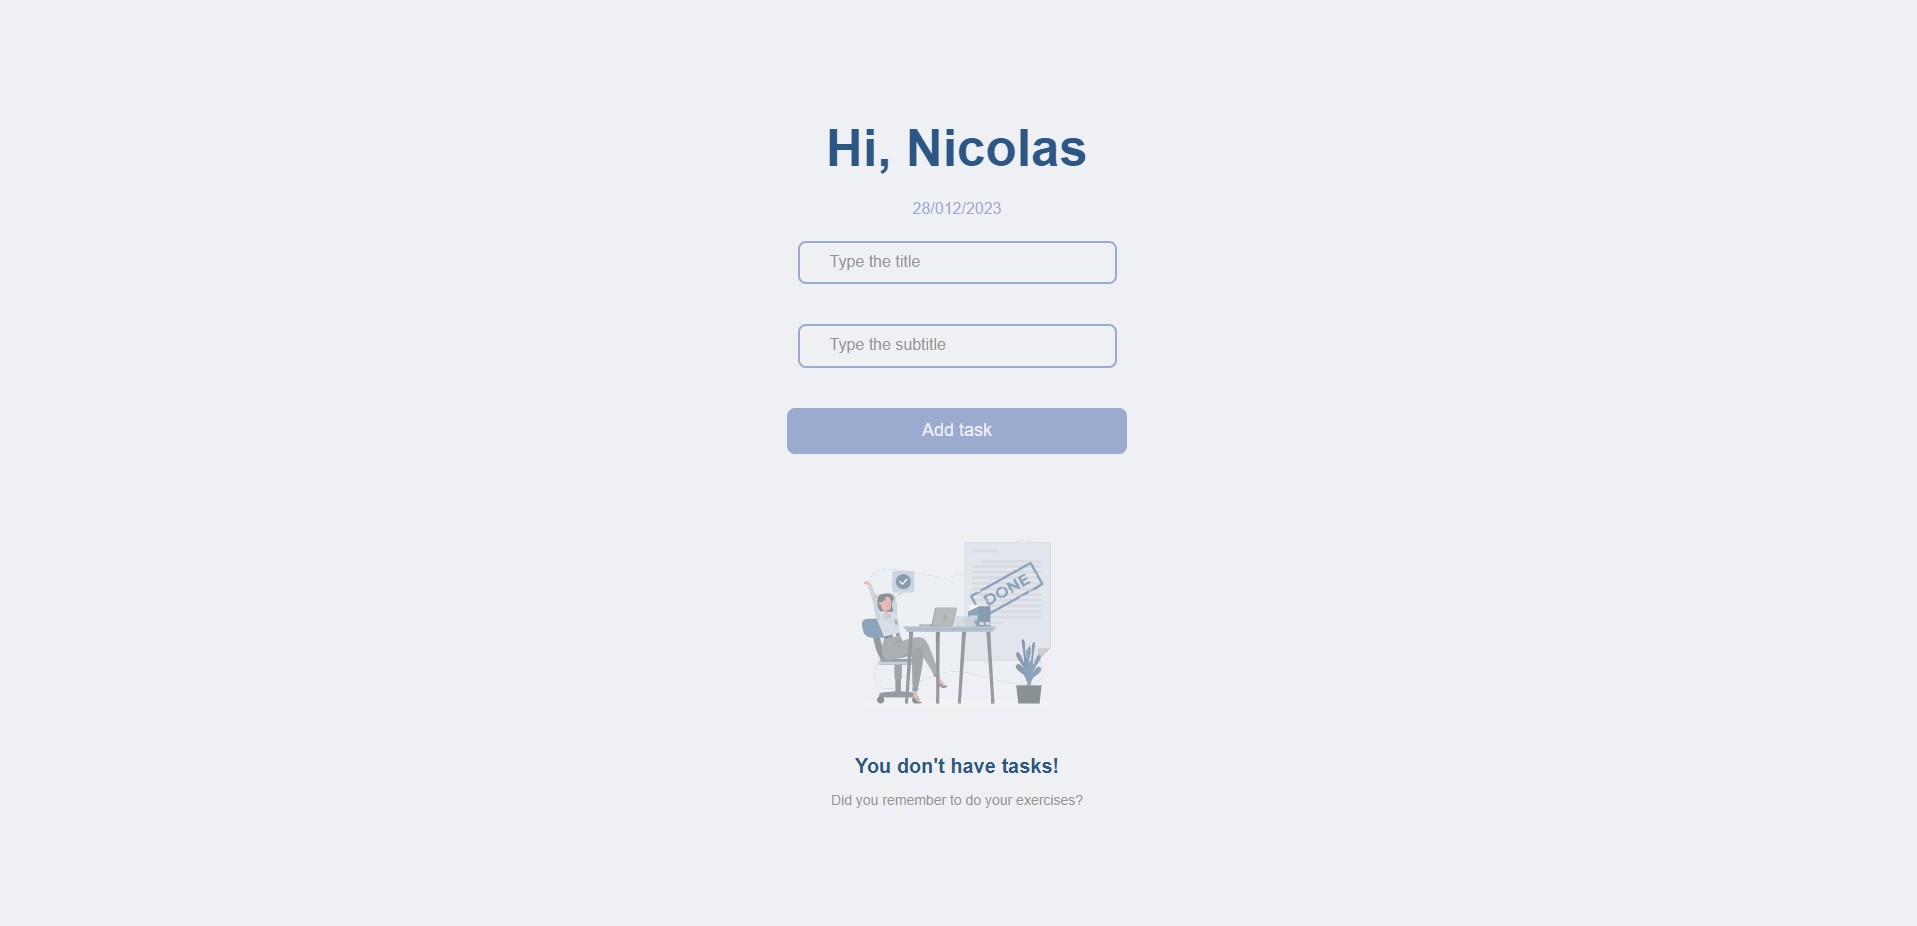 Hi, Nicolas
28/012/2023
Type the title
Type the subtitle
Add task
DONE
You don't have tasks!
Did you remember to do your exercises?